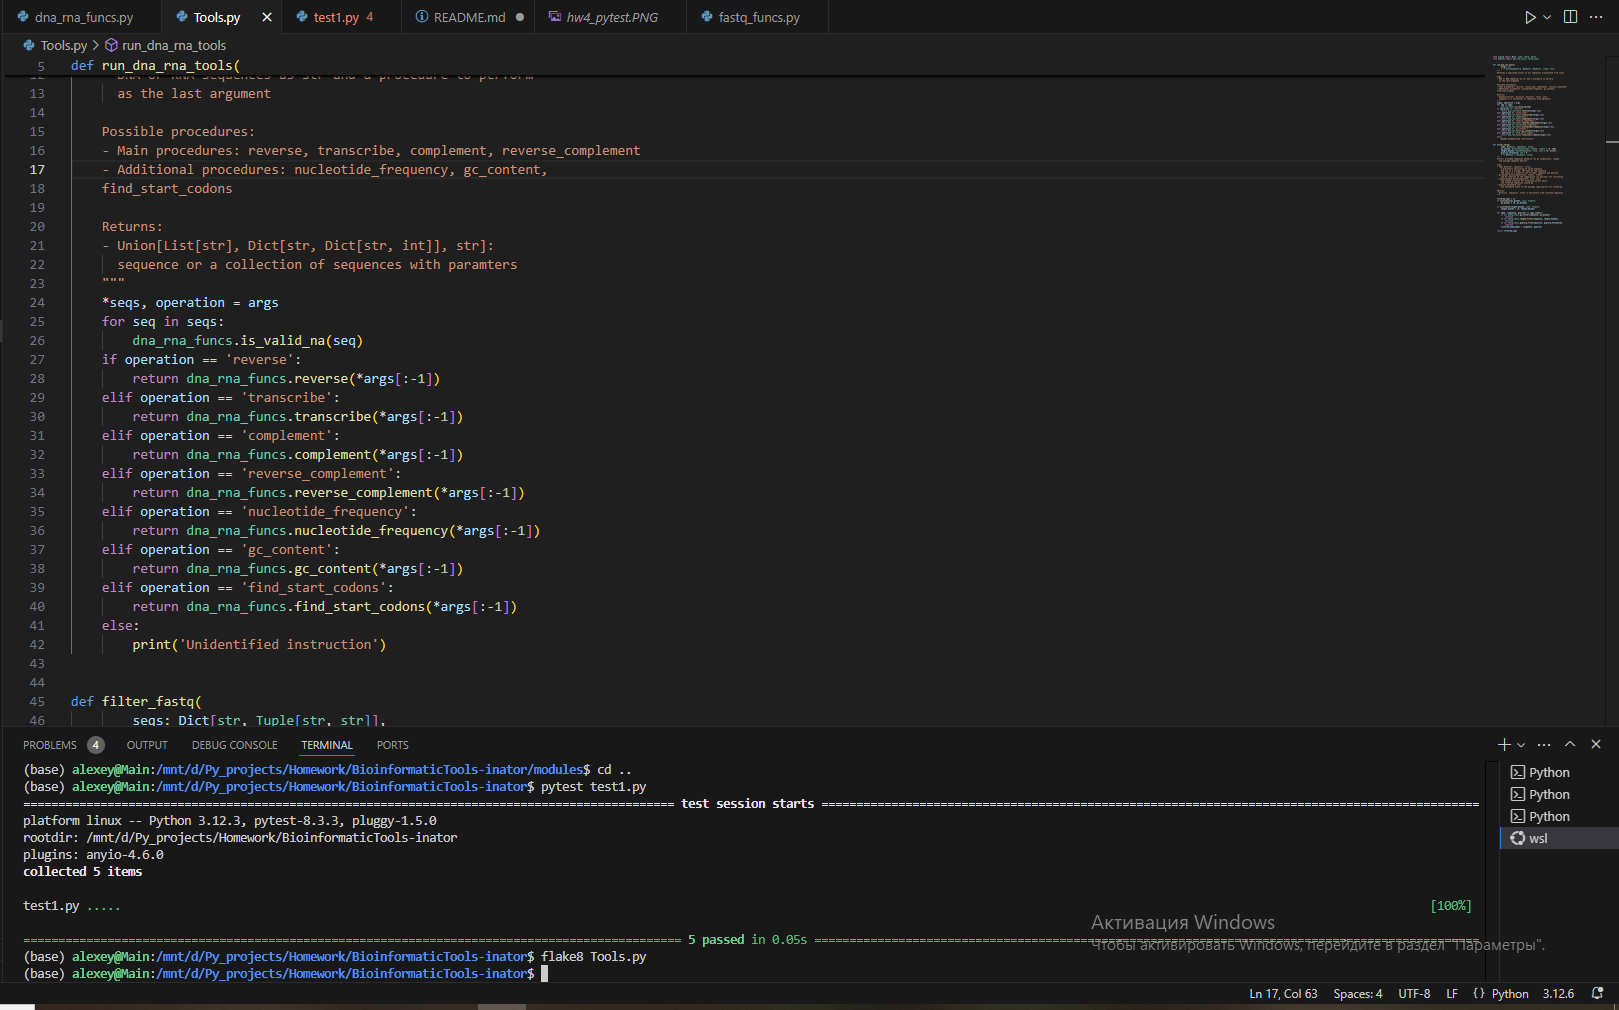 dna_rna_funcs.py Tools.py test1.py 4 README.md hw4_pytest.PNG fastq_funcs.py
Tools.py > run_dna_rna_tools
5 def run_dna_rna_tools(
12 DNA or RNA sequences as str and a procedure to perform
13 as the last argument
14
15 Possible procedures:
16 - Main procedures: reverse, transcribe, complement, reverse_complement
17 - Additional procedures: nucleotide_frequency, gc_content,
18 find_start_codons
19
20 Returns:
21 - Union[List[str], Dict[str, Dict[str, int]], str]:
22 sequence or a collection of sequences with paramters
23 """
24 *seqs, operation = args
25 for seq in seqs:
26 dna_rna_funcs.is_valid_na(seq)
27 if operation == 'reverse':
28 return dna_rna_funcs.reverse(*args[:-1])
29 elif operation == 'transcribe':
30 return dna_rna_funcs.transcribe(*args[:-1])
31 elif operation == 'complement':
32 return dna_rna_funcs.complement(*args[:-1])
33 elif operation == 'reverse_complement':
34 return dna_rna_funcs.reverse_complement(*args[:-1])
35 elif operation == 'nucleotide_frequency':
36 return dna_rna_funcs.nucleotide_frequency(*args[:-1])
37 elif operation == 'gc_content':
38 return dna_rna_funcs.gc_content(*args[:-1])
39 elif operation == 'find_start_codons':
40 return dna_rna_funcs.find_start_codons(*args[:-1])
41 else:
42 print('Unidentified instruction')
43
44
45 def filter_fastq(
46 seqs: Dict[str, Tuple[str, str]],
PROBLEMS 4 OUTPUT DEBUG CONSOLE TERMINAL PORTS
(base) alexey@Main:/mnt/d/Py_projects/Homework/BioinformaticTools-inator/modules$ cd ..
(base) alexey@Main:/mnt/d/Py_projects/Homework/BioinformaticTools-inator$ pytest test1.py
test session starts
platform linux -- Python 3.12.3, pytest-8.3.3, pluggy-1.5.0
rootdir: /mnt/d/Py_projects/Homework/BioinformaticTools-inator
plugins: anyio-4.6.0
collected 5 items
test1.py ..... [100%]
5 passed in 0.05s
(base) alexey@Main:/mnt/d/Py_projects/Homework/BioinformaticTools-inator$ flake8 Tools.py
(base) alexey@Main:/mnt/d/Py_projects/Homework/BioinformaticTools-inator$
Python
Python
Python
wsl
Активация Windows
Чтобы активировать Windows, перейдите в раздел "Параметры".
Ln 17, Col 63 Spaces: 4 UTF-8 LF {} Python 3.12.6